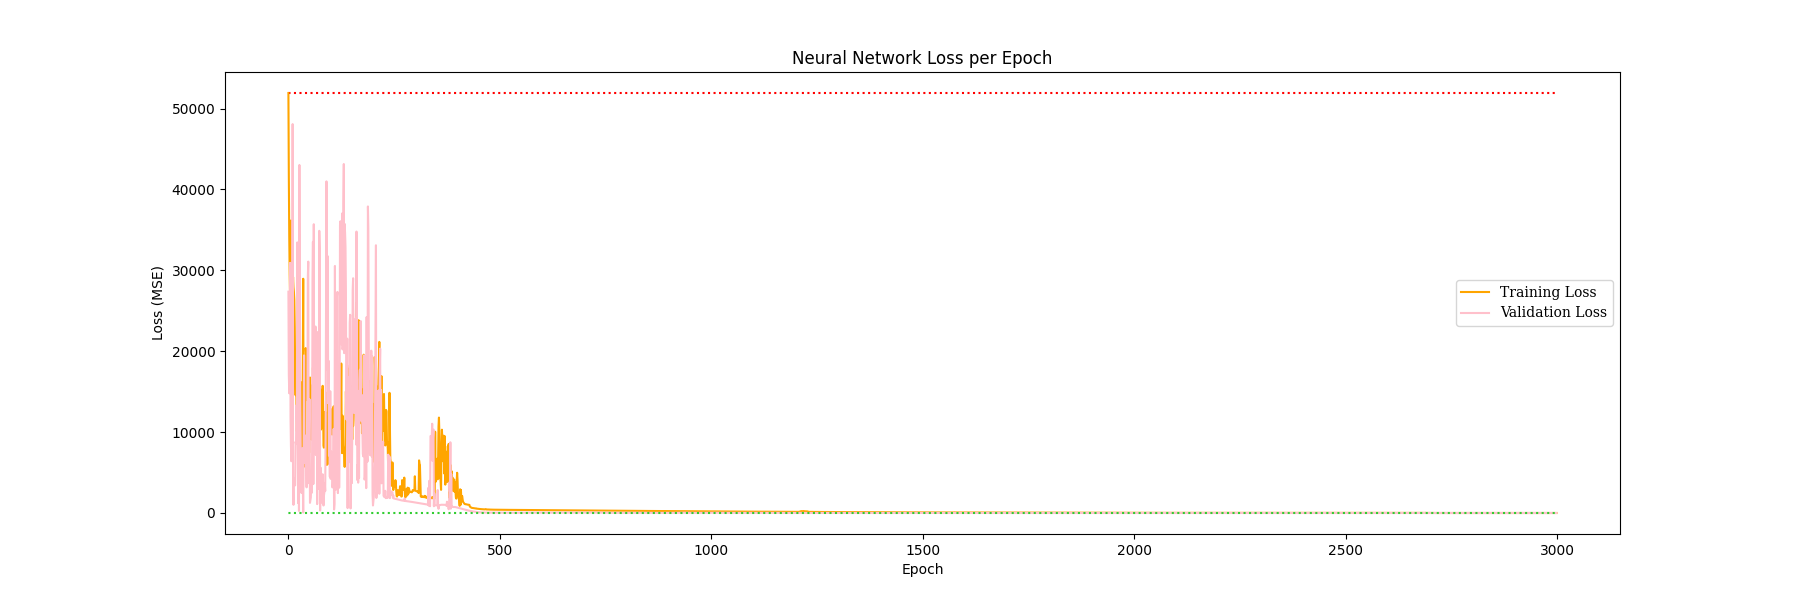 Neural Network Loss per Epoch
50000
40000
30000
20000
10000
0
Loss (MSE)
Training Loss
Validation Loss
0 500 1000 1500 2000 2500 3000
Epoch